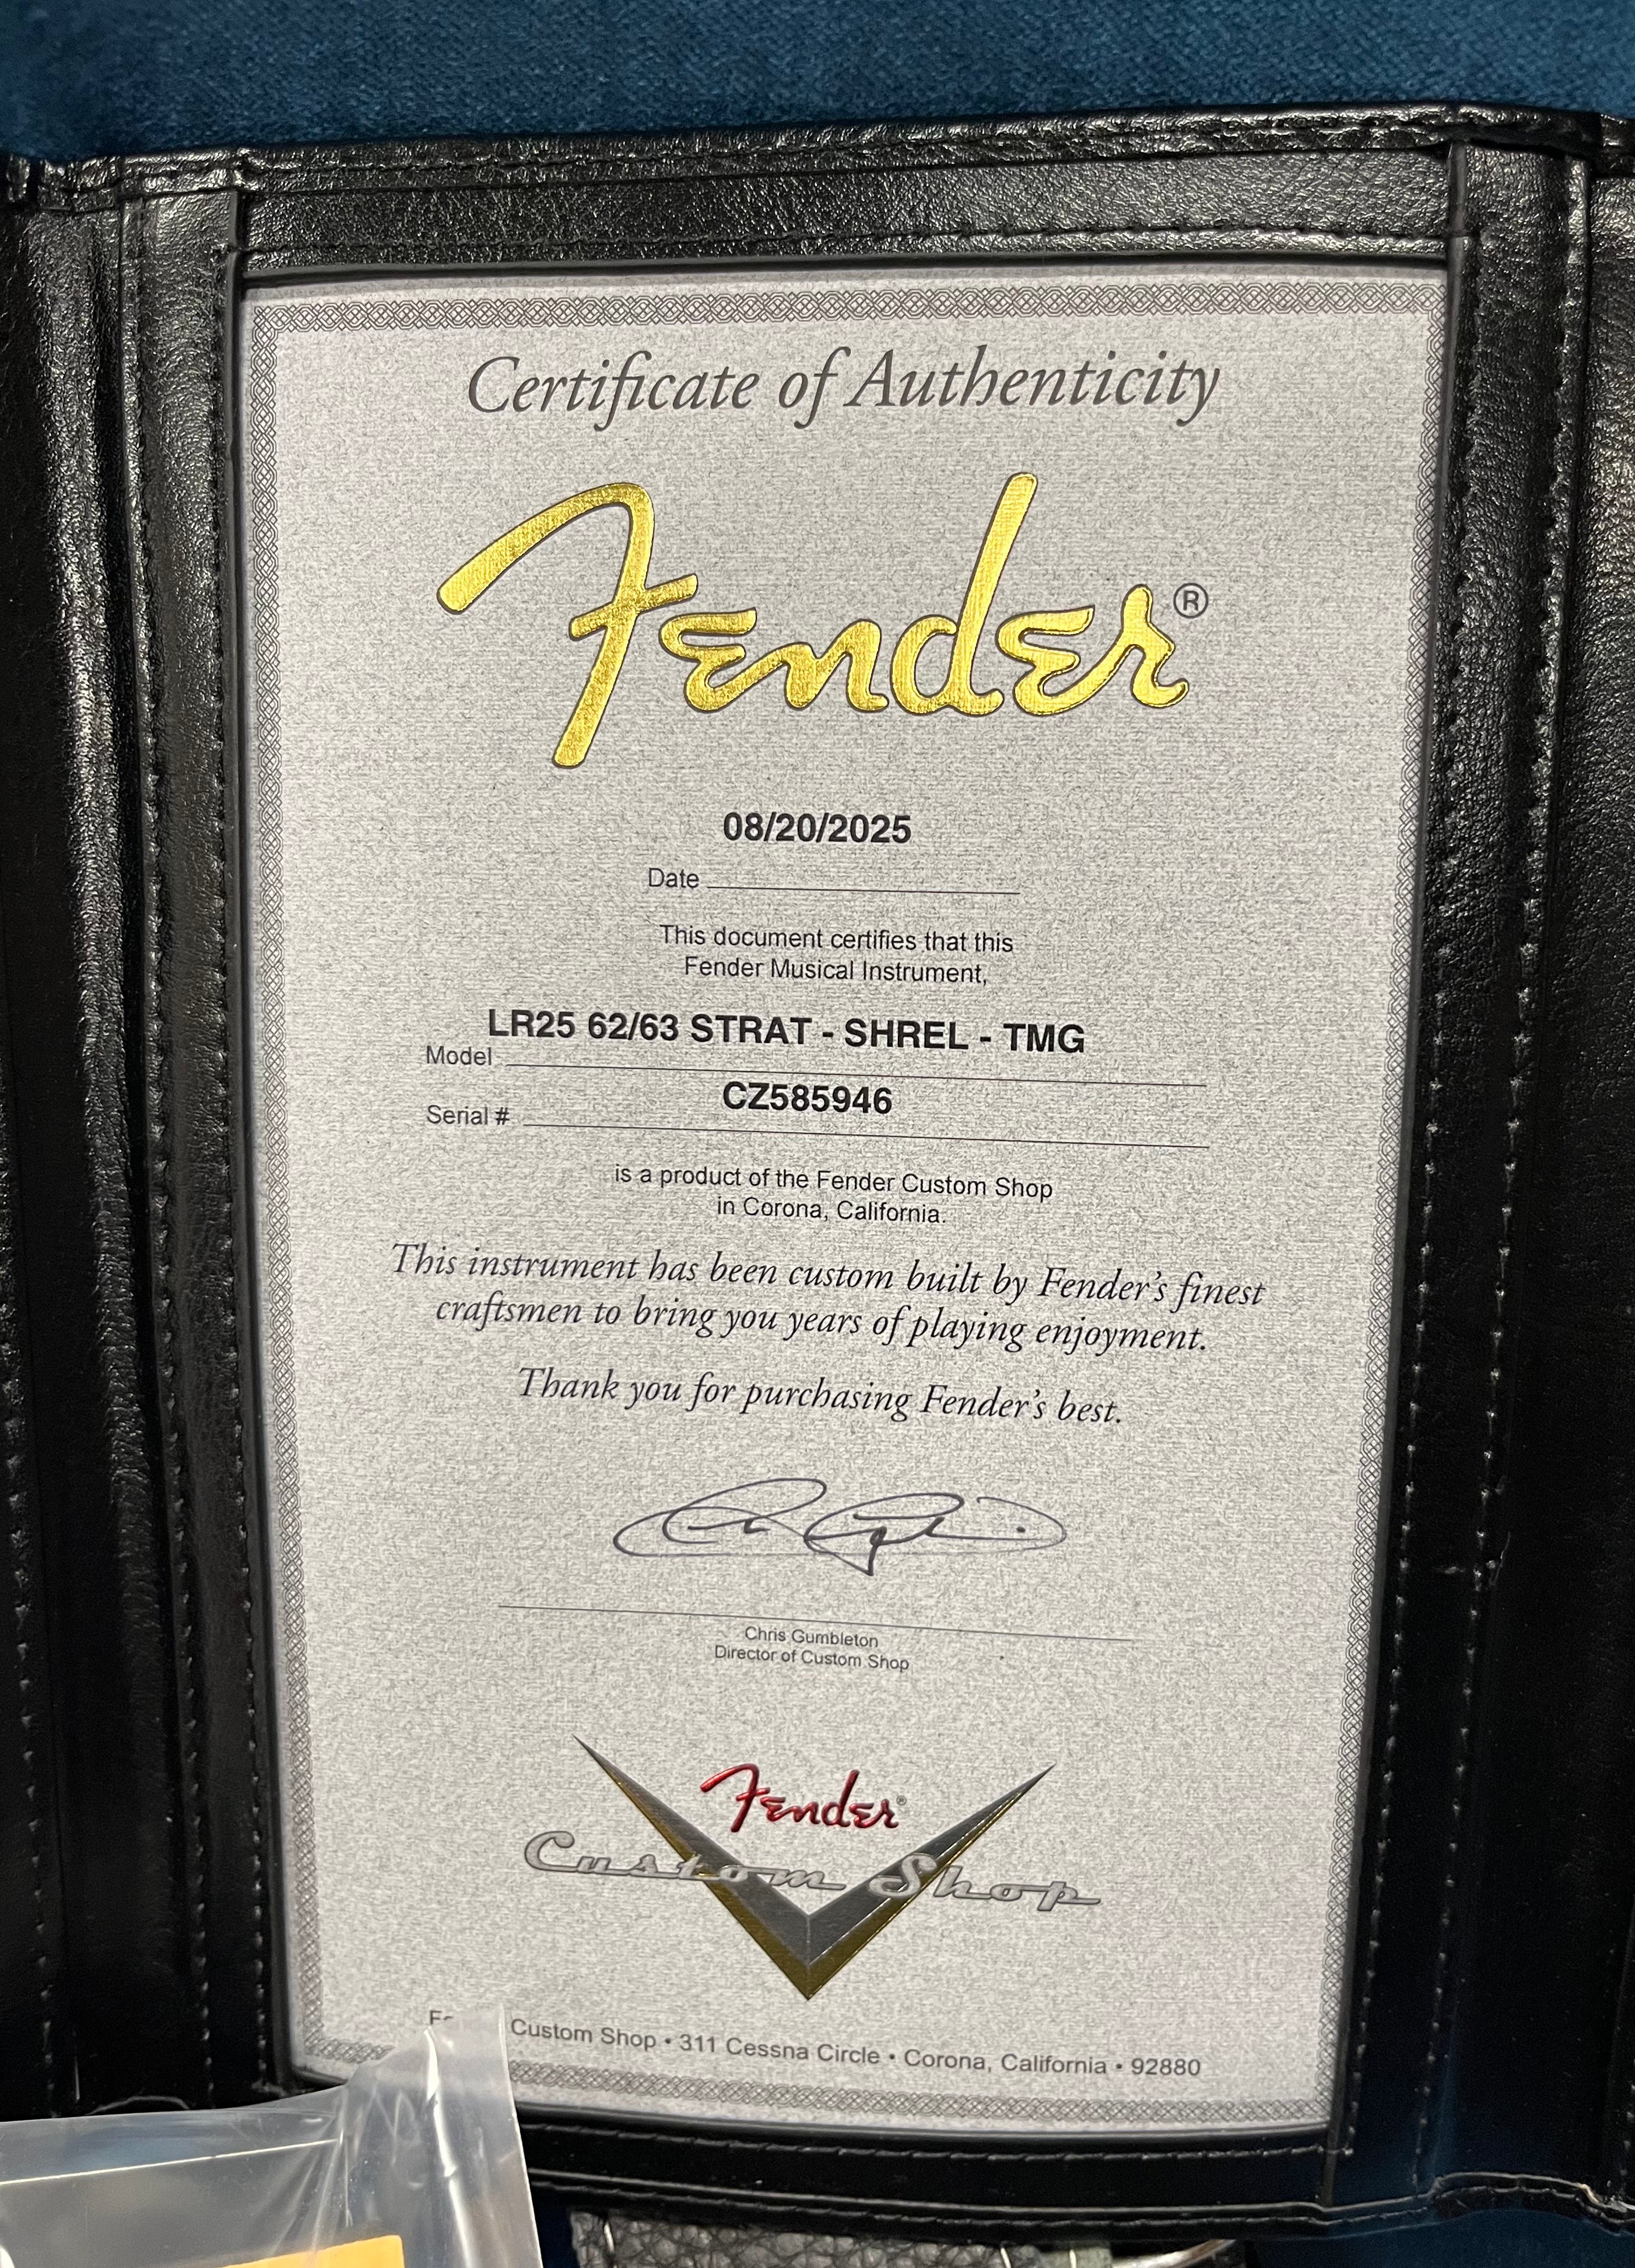 Certificate of Authenticity
Fender®
08/20/2025
Date
This document certifies that this
Fender Musical Instrument,
LR25 62/63 STRAT - SHREL - TMG
Model
CZ585946
Serial #
is a product of the Fender Custom Shop
in Corona, California.
This instrument has been custom built by Fender's finest
craftsmen to bring you years of playing enjoyment.
Thank you for purchasing Fender's best.
Chris Gumbleton
Director of Custom Shop
Fender®
Custom Shop
Custom Shop • 311 Cessna Circle • Corona, California • 92880